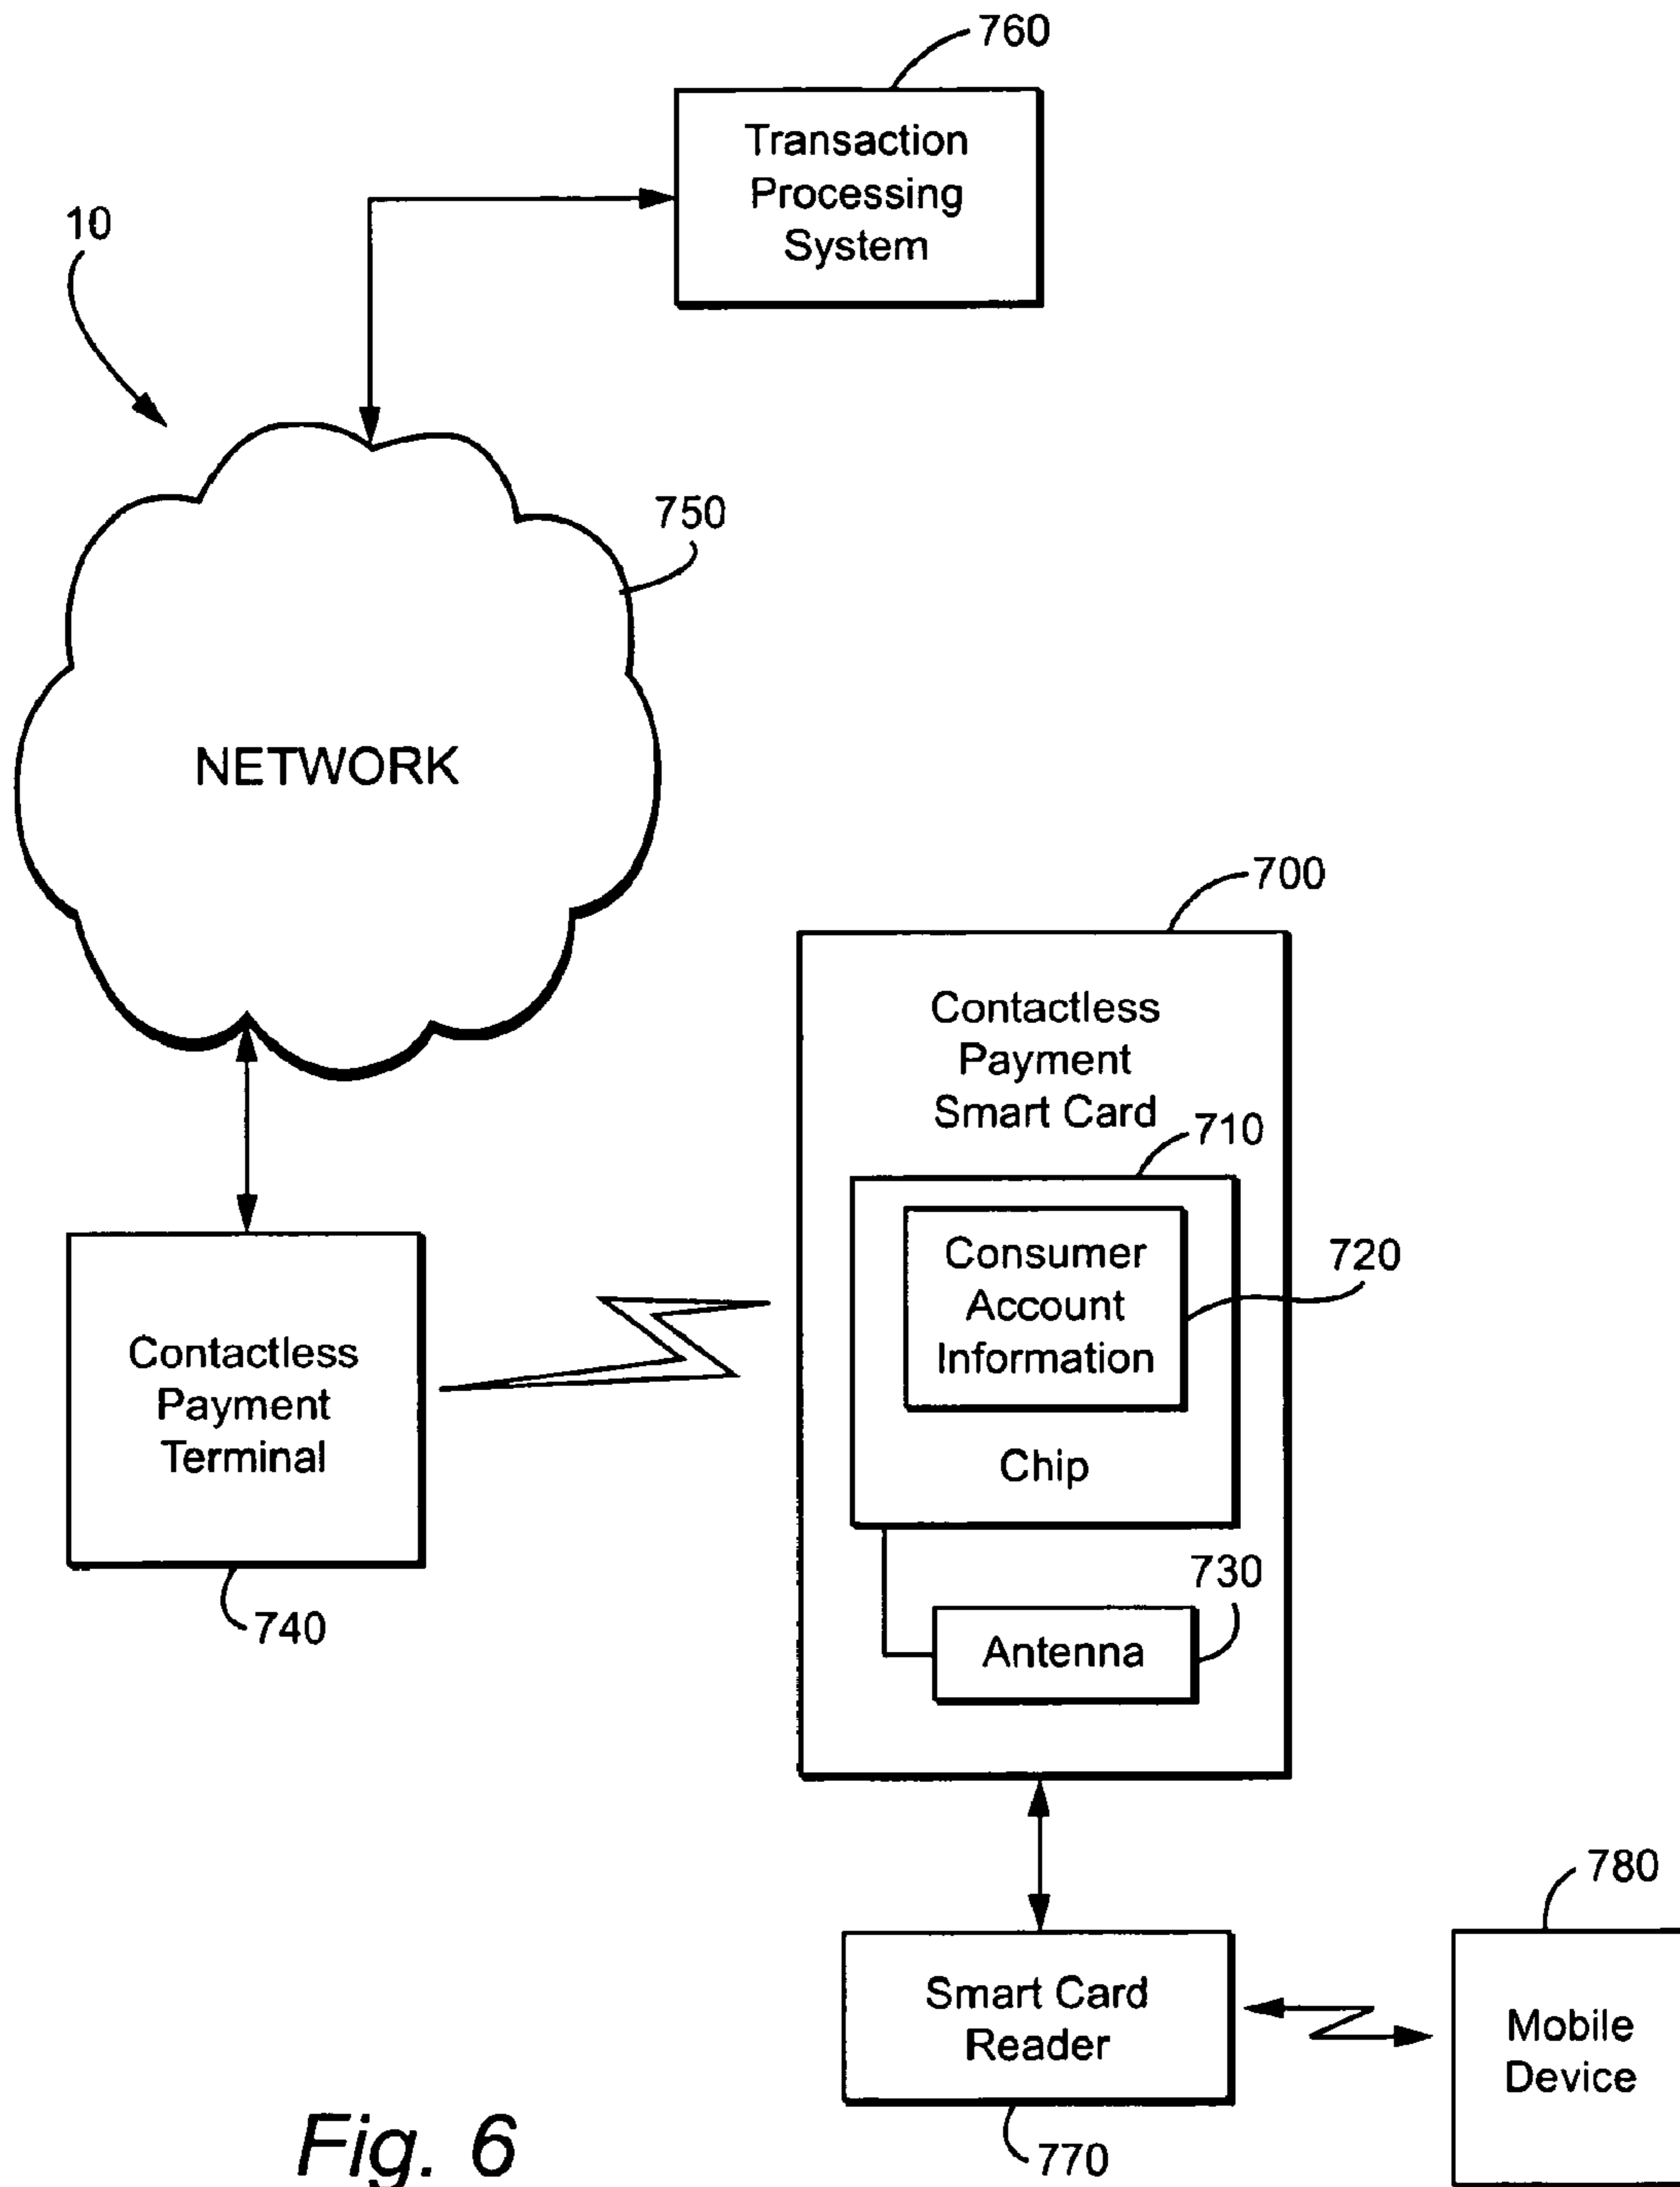 760
Transaction
Processing
System
10
750
NETWORK
700
Contactless
Payment
Smart Card
710
Consumer
Account
Information
720
Chip
Contactless
Payment
Terminal
740
730
Antenna
780
Smart Card
Reader
Mobile
Device
770
Fig. 6